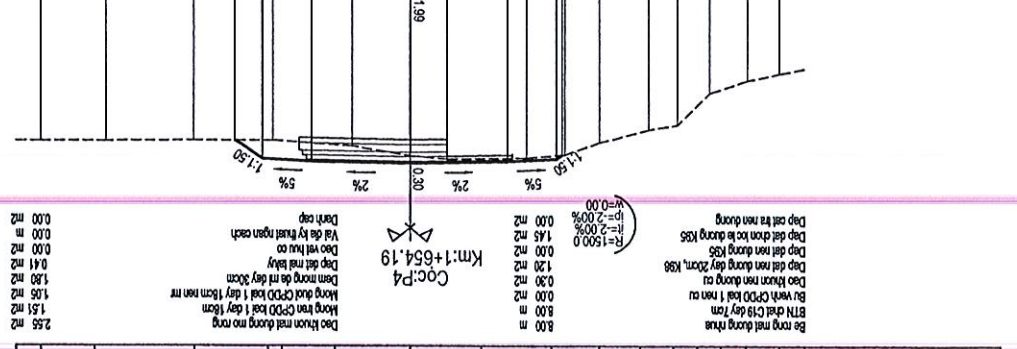 Be mat rong duong nhua 8.00 m
BTN chat C19 day 7cm 8.00 m
Bu venh CPDD loai 1 nen cu 0.00 m2
Dao khuon nen duong cu 0.30 m2
Dap dat nen duong day 20cm, K98 1.20 m2
Dap dat nen duong K95 0.00 m2
Dap dat chon loc le duong K95 1.45 m2
Dap cat tra nen duong 0.00 m2
R=1500.0
it=-2.00%
ip=-2.00%
w=0.00
Cọc:P4
Km:1+654.19
Dao khuon mat duong mo rong 2.55 m2
Mong tren CPDD loai 1 day 16cm 1.51 m2
Mong duoi CPDD loai 1 day 18cm nen mr 1.05 m2
Dem mong da mi day 30cm 1.80 m2
Dap dat mai taluy 0.41 m2
Dao vet huu co 0.00 m2
Vai dia ky thuat ngan cach 0.00 m
Danh cap 0.00 m2
1:1.50
5%
2%
0.30
2%
5%
1:1.50
1.99